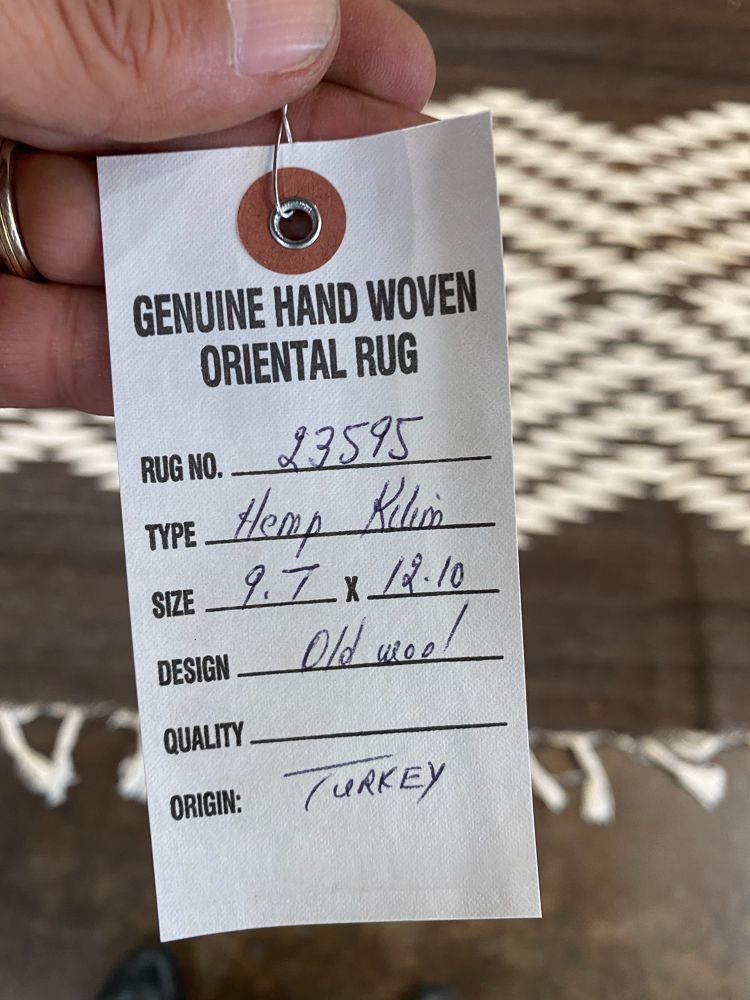 GENUINE HAND WOVEN
ORIENTAL RUG
RUG NO. 23595
TYPE Hemp Kilim
SIZE 9.7 X 12.10
DESIGN Old wool
QUALITY
ORIGIN: TURKEY